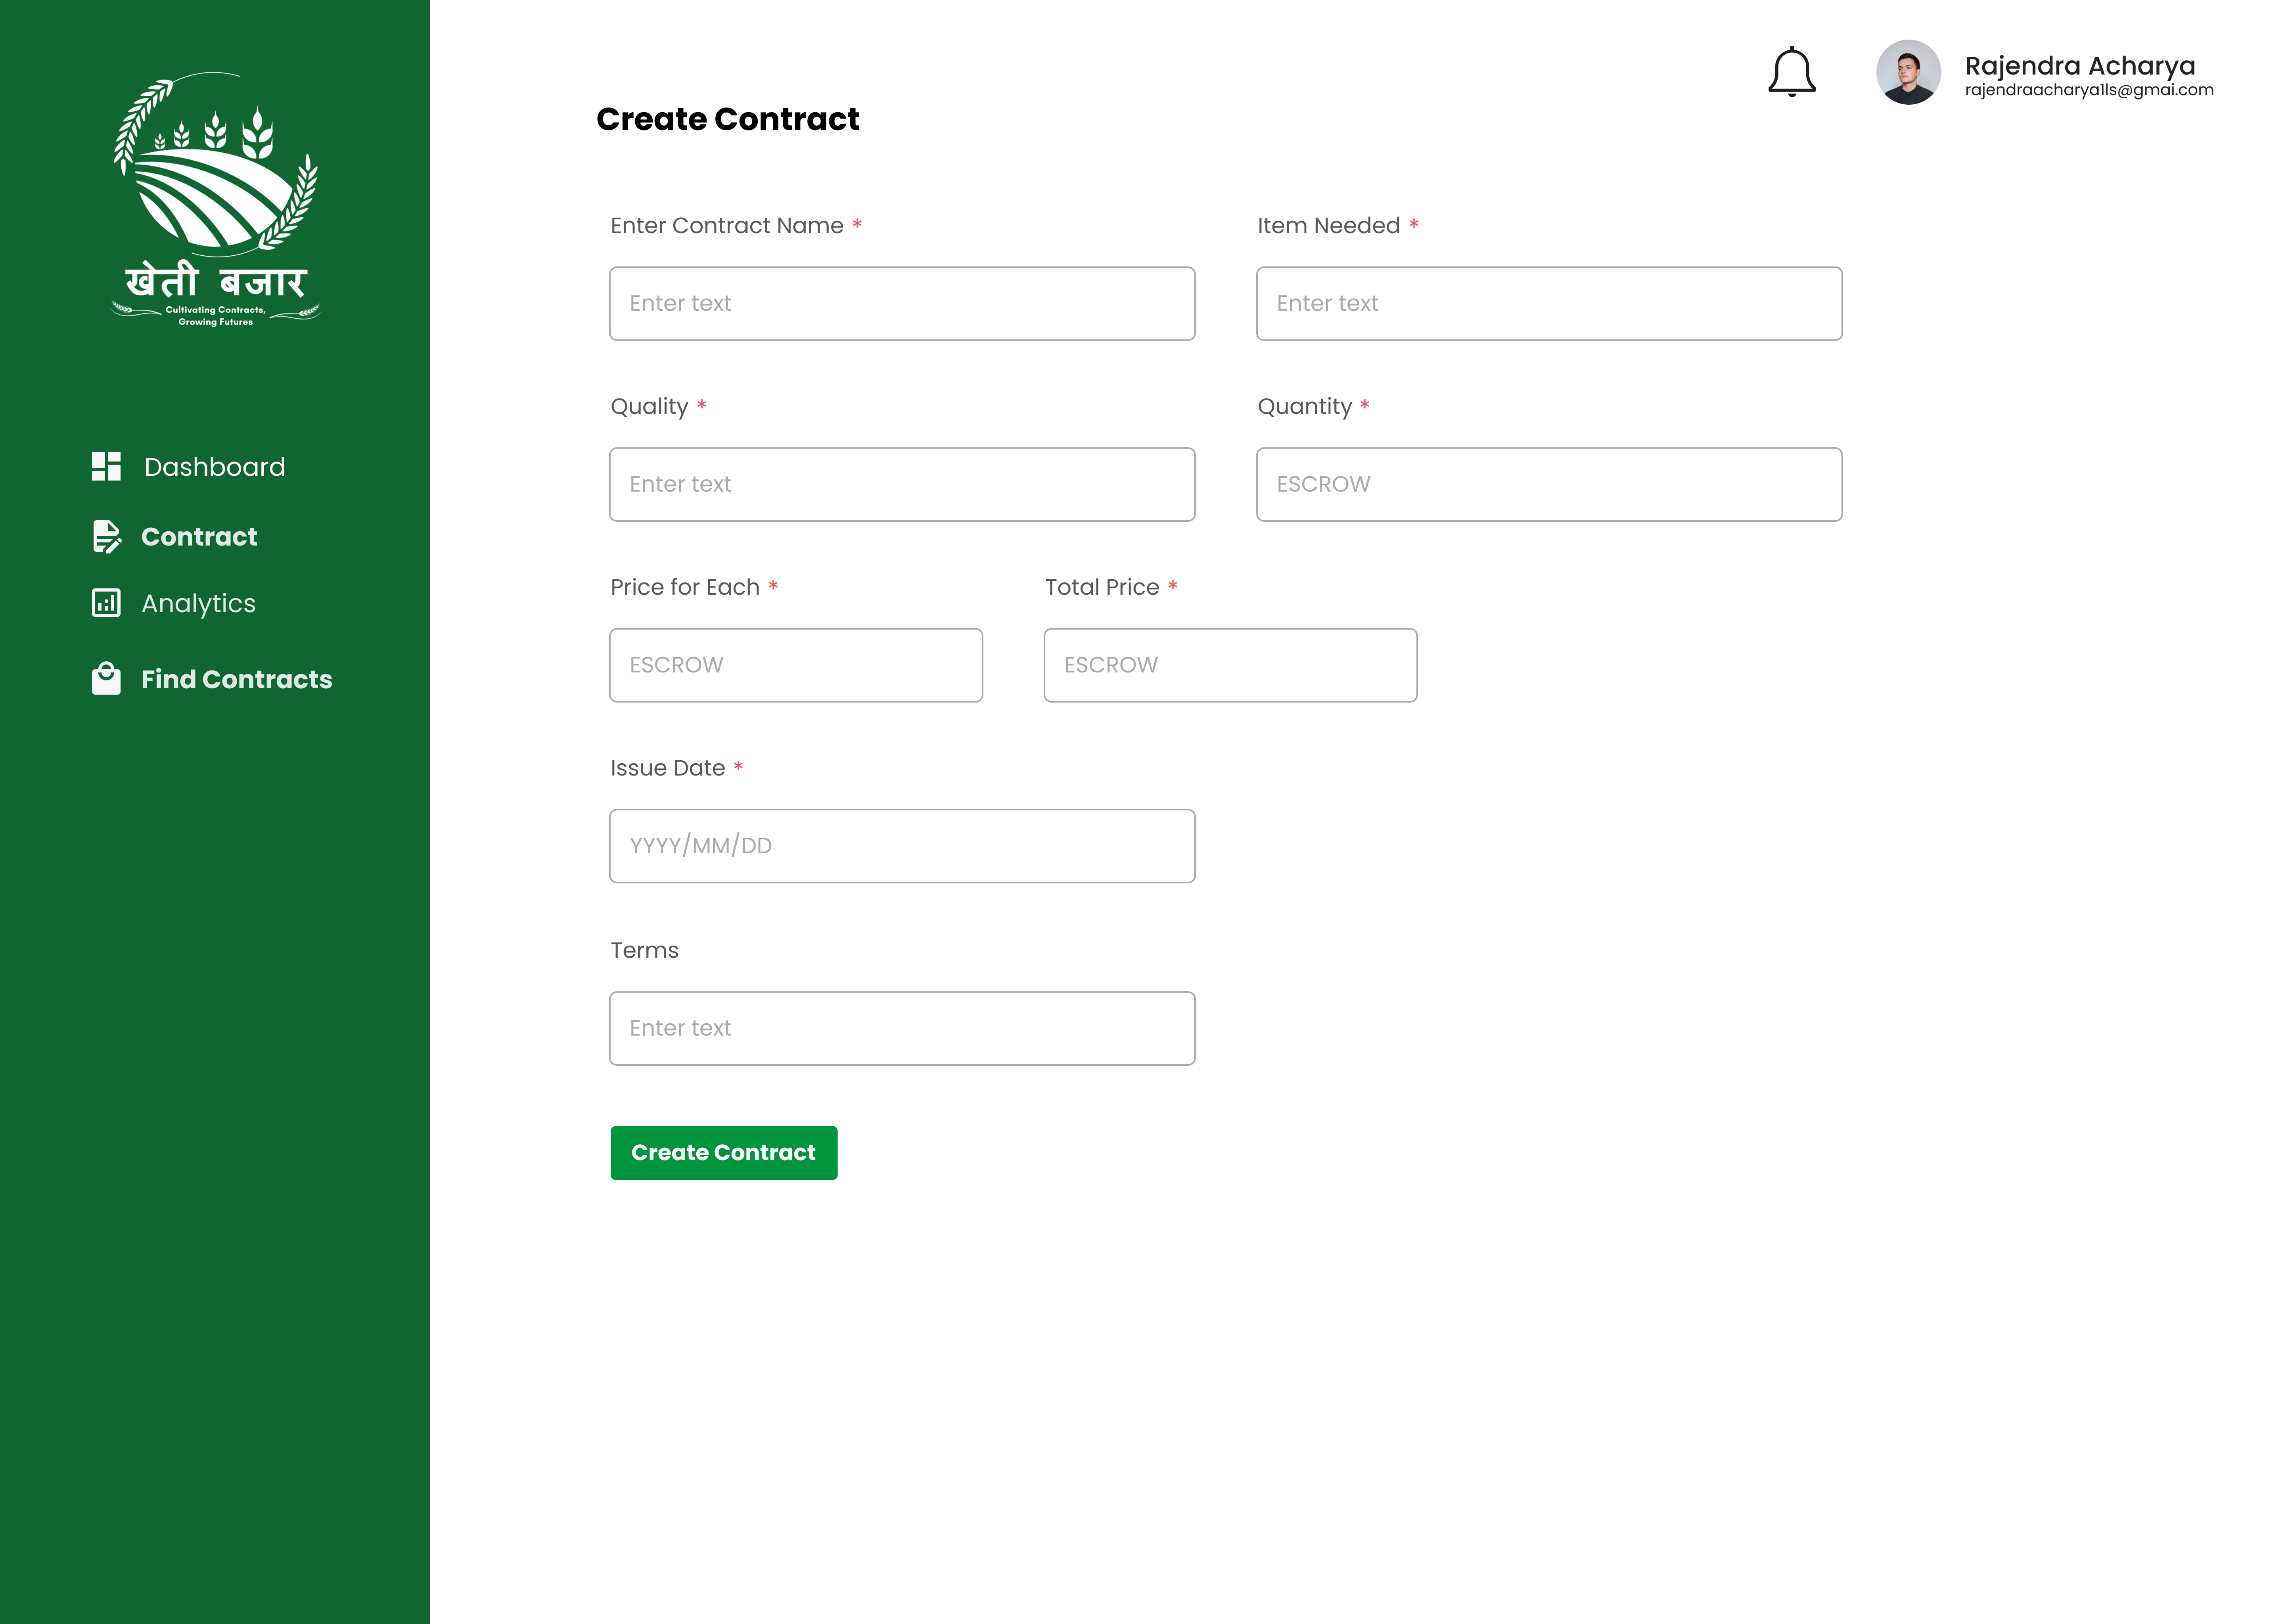 खेती बजार
Cultivating Contracts,
Growing Futures
Dashboard
Contract
Analytics
Find Contracts
Rajendra Acharya
rajendraacharya1ls@gmai.com
Create Contract
Enter Contract Name *
Item Needed *
Enter text
Enter text
Quality *
Quantity *
Enter text
ESCROW
Price for Each *
Total Price *
ESCROW
ESCROW
Issue Date *
YYYY/MM/DD
Terms
Enter text
Create Contract